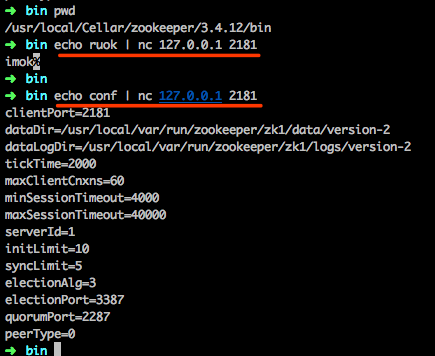 ➜ bin pwd
/usr/local/Cellar/zookeeper/3.4.12/bin
➜ bin echo ruok | nc 127.0.0.1 2181
imok%
➜ bin
➜ bin echo conf | nc 127.0.0.1 2181
clientPort=2181
dataDir=/usr/local/var/run/zookeeper/zk1/data/version-2
dataLogDir=/usr/local/var/run/zookeeper/zk1/logs/version-2
tickTime=2000
maxClientCnxns=60
minSessionTimeout=4000
maxSessionTimeout=40000
serverId=1
initLimit=10
syncLimit=5
electionAlg=3
electionPort=3387
quorumPort=2287
peerType=0
➜ bin